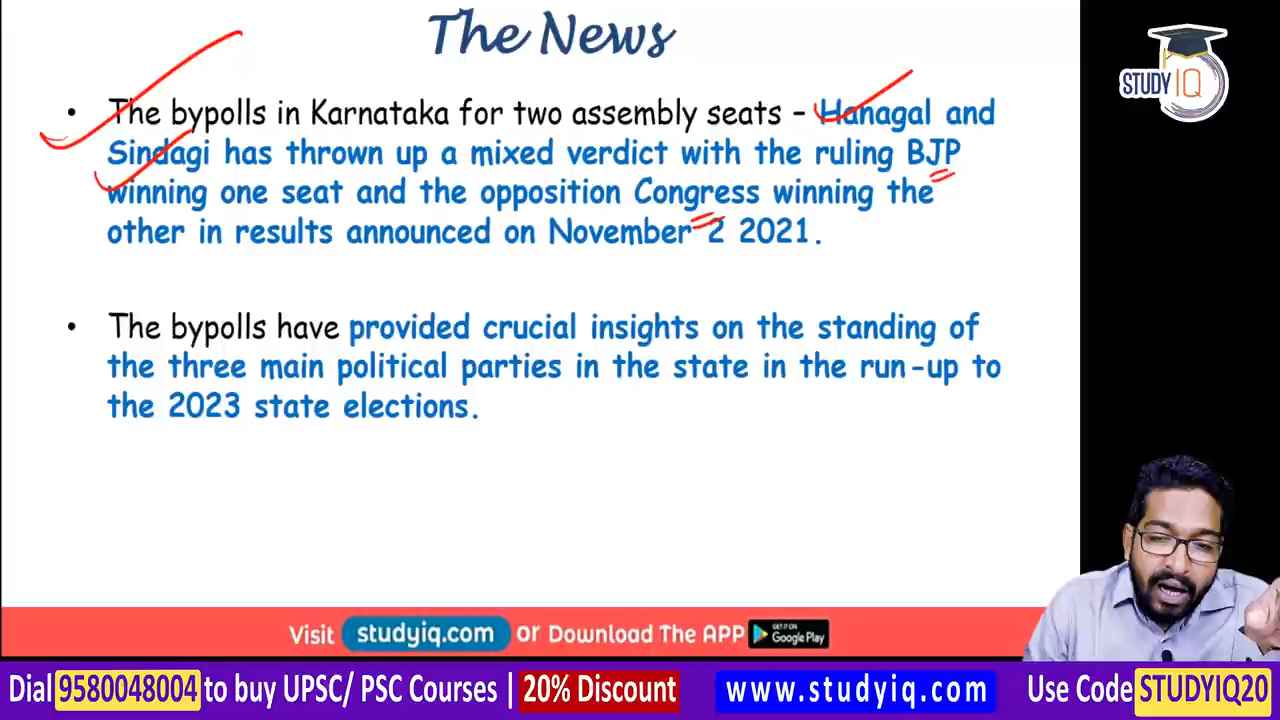 The News
STUDY IQ
• The bypolls in Karnataka for two assembly seats – Hanagal and
Sindagi has thrown up a mixed verdict with the ruling BJP
winning one seat and the opposition Congress winning the
other in results announced on November 2 2021.
• The bypolls have provided crucial insights on the standing of
the three main political parties in the state in the run-up to
the 2023 state elections.
Visit studyiq.com or Download The APP GET IT ON Google Play
Dial 9580048004 to buy UPSC/ PSC Courses | 20% Discount www.studyiq.com Use Code STUDYIQ20